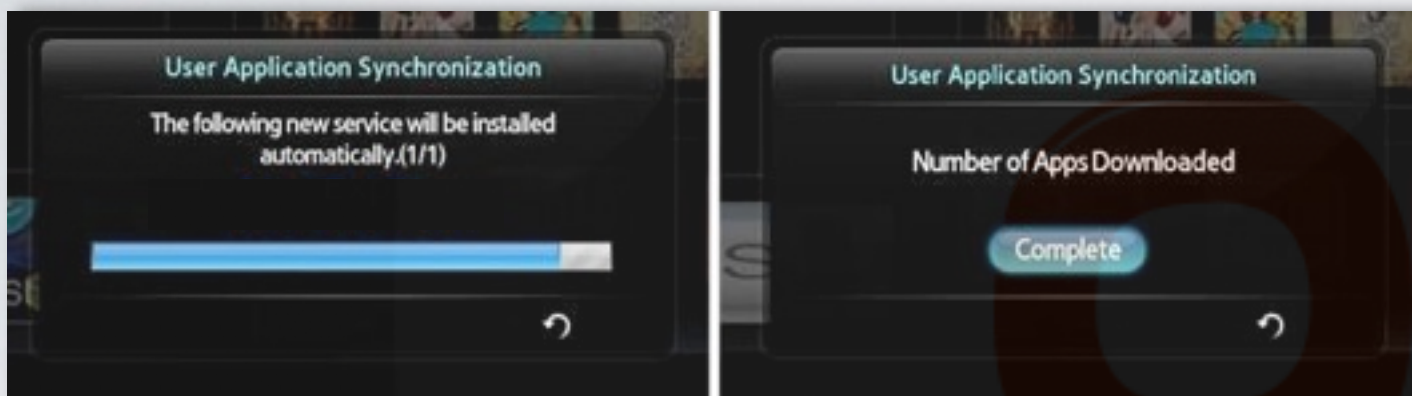 User Application Synchronization
The following new service will be installed
automatically.(1/1)
User Application Synchronization
Number of Apps Downloaded
Complete